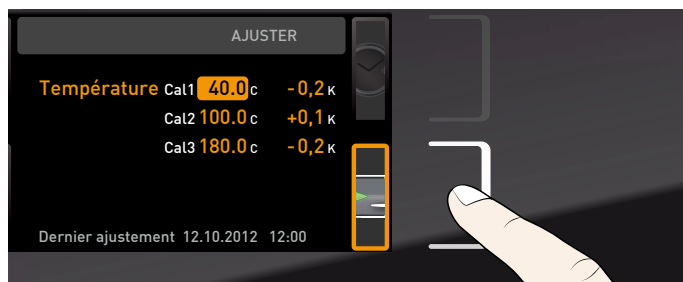 AJUSTER
Température Cal1 40.0 c -0,2 K
Cal2 100.0 c +0,1 K
Cal3 180.0 c -0,2 K
Dernier ajustement 12.10.2012 12:00